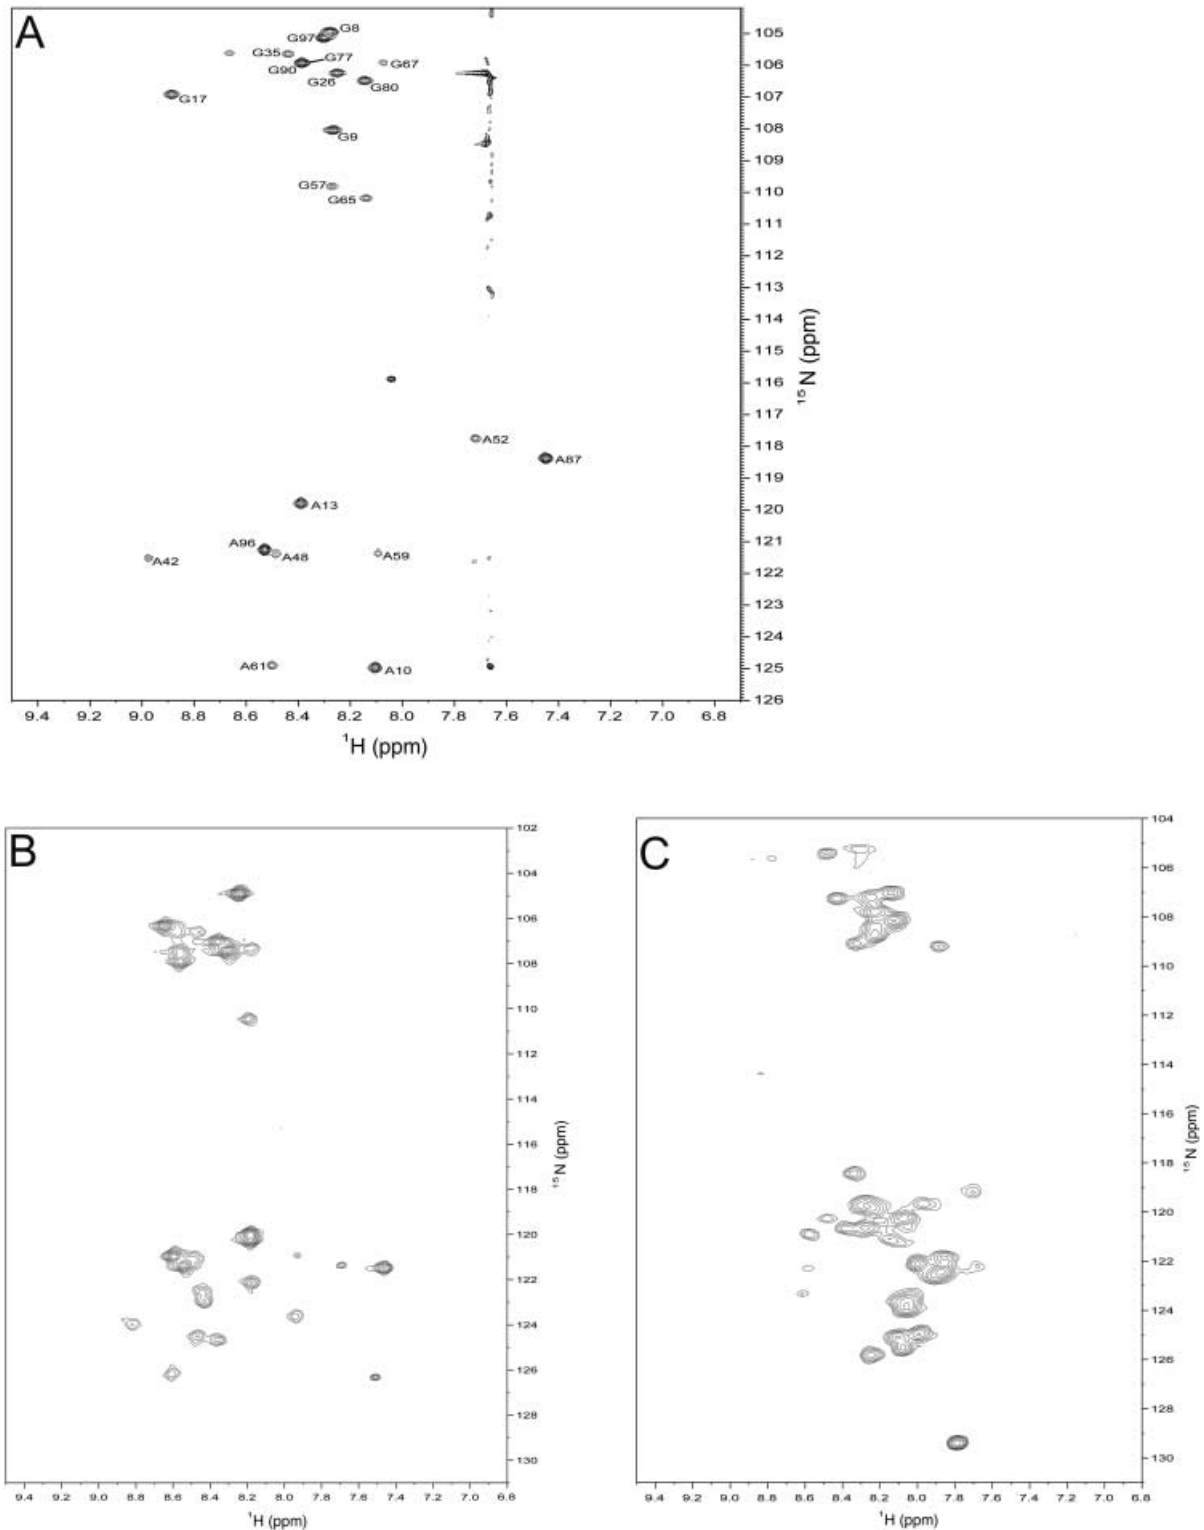 A
G8
G97
G35
G77
G67
G90
G26
G80
G17
G9
G57
G65
A52
A87
A13
A96
A48
A59
A42
A61
A10
105
106
107
108
109
110
111
112
113
114
115
116
117
118
119
120
121
122
123
124
125
126
15N (ppm)
9.4 9.2 9.0 8.8 8.6 8.4 8.2 8.0 7.8 7.6 7.4 7.2 7.0 6.8
1H (ppm)
B
102
104
106
108
110
112
114
116
118
120
122
124
126
128
130
15N (ppm)
9.4 9.2 9.0 8.8 8.6 8.4 8.2 8.0 7.8 7.6 7.4 7.2 7.0 6.8
1H (ppm)
C
104
106
108
110
112
114
116
118
120
122
124
126
128
130
15N (ppm)
9.4 9.2 9.0 8.8 8.6 8.4 8.2 8.0 7.8 7.6 7.4 7.2 7.0 6.8
1H (ppm)